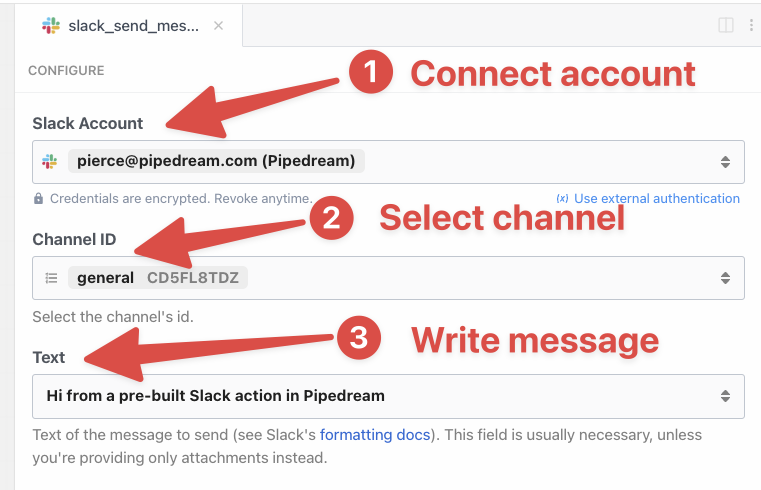 slack_send_mes...
CONFIGURE
1 Connect account
Slack Account
pierce@pipedream.com (Pipedream)
Credentials are encrypted. Revoke anytime.
(x) Use external authentication
2 Select channel
Channel ID
general CD5FL8TDZ
Select the channel's id.
3 Write message
Text
Hi from a pre-built Slack action in Pipedream
Text of the message to send (see Slack's formatting docs). This field is usually necessary, unless
you're providing only attachments instead.